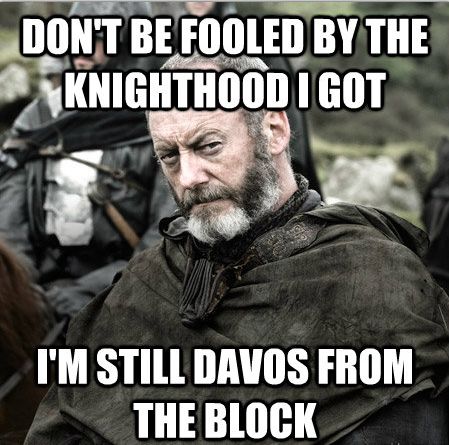 DON'T BE FOOLED BY THE
KNIGHTHOOD I GOT
I'M STILL DAVOS FROM
THE BLOCK